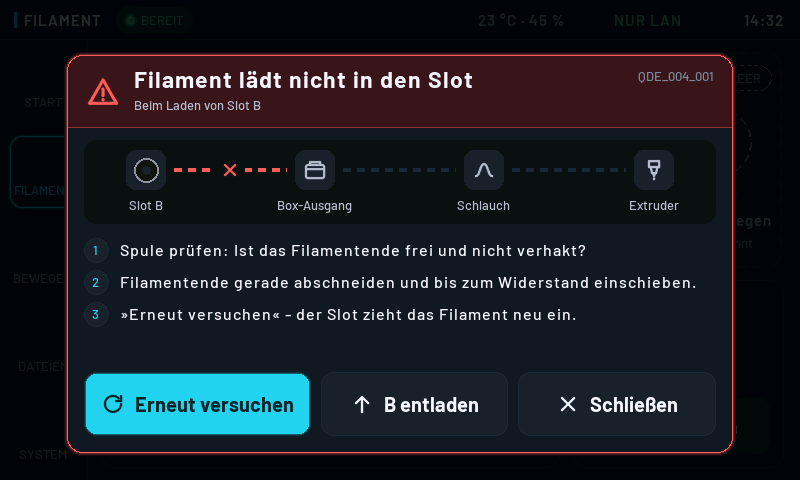 FILAMENT
BEREIT
23 °C · 45 %
NUR LAN
14:32
Filament lädt nicht in den Slot
QDE_004_001
Beim Laden von Slot B
Slot B
Box-Ausgang
Schlauch
Extruder
1 Spule prüfen: Ist das Filamentende frei und nicht verhakt?
2 Filamentende gerade abschneiden und bis zum Widerstand einschieben.
3 »Erneut versuchen« – der Slot zieht das Filament neu ein.
Erneut versuchen
B entladen
Schließen
START
FILAMEN
BEWEGE
DATEIEN
SYSTEM
EER
egen